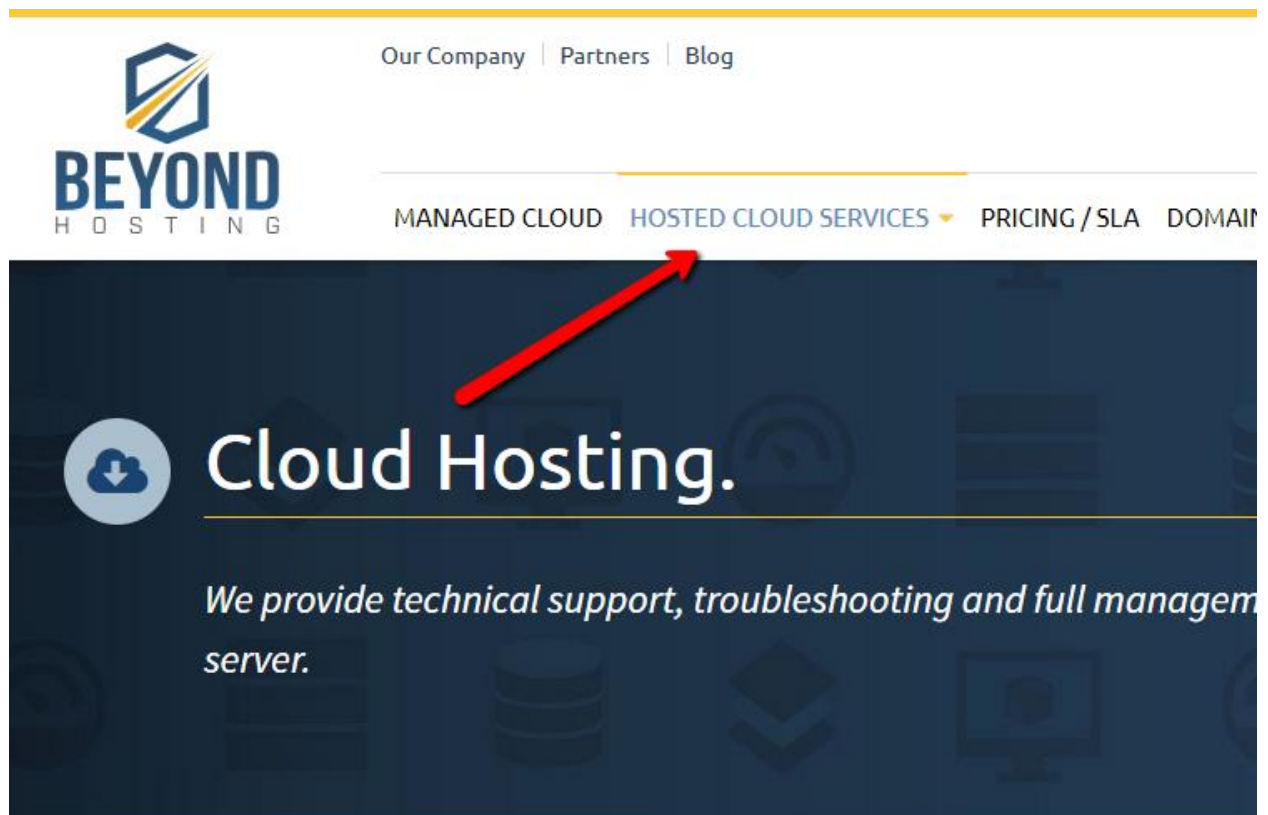 Our Company | Partners | Blog
BEYOND
HOSTING
MANAGED CLOUD HOSTED CLOUD SERVICES PRICING / SLA DOMAIN
Cloud Hosting.
We provide technical support, troubleshooting and full managem
server.